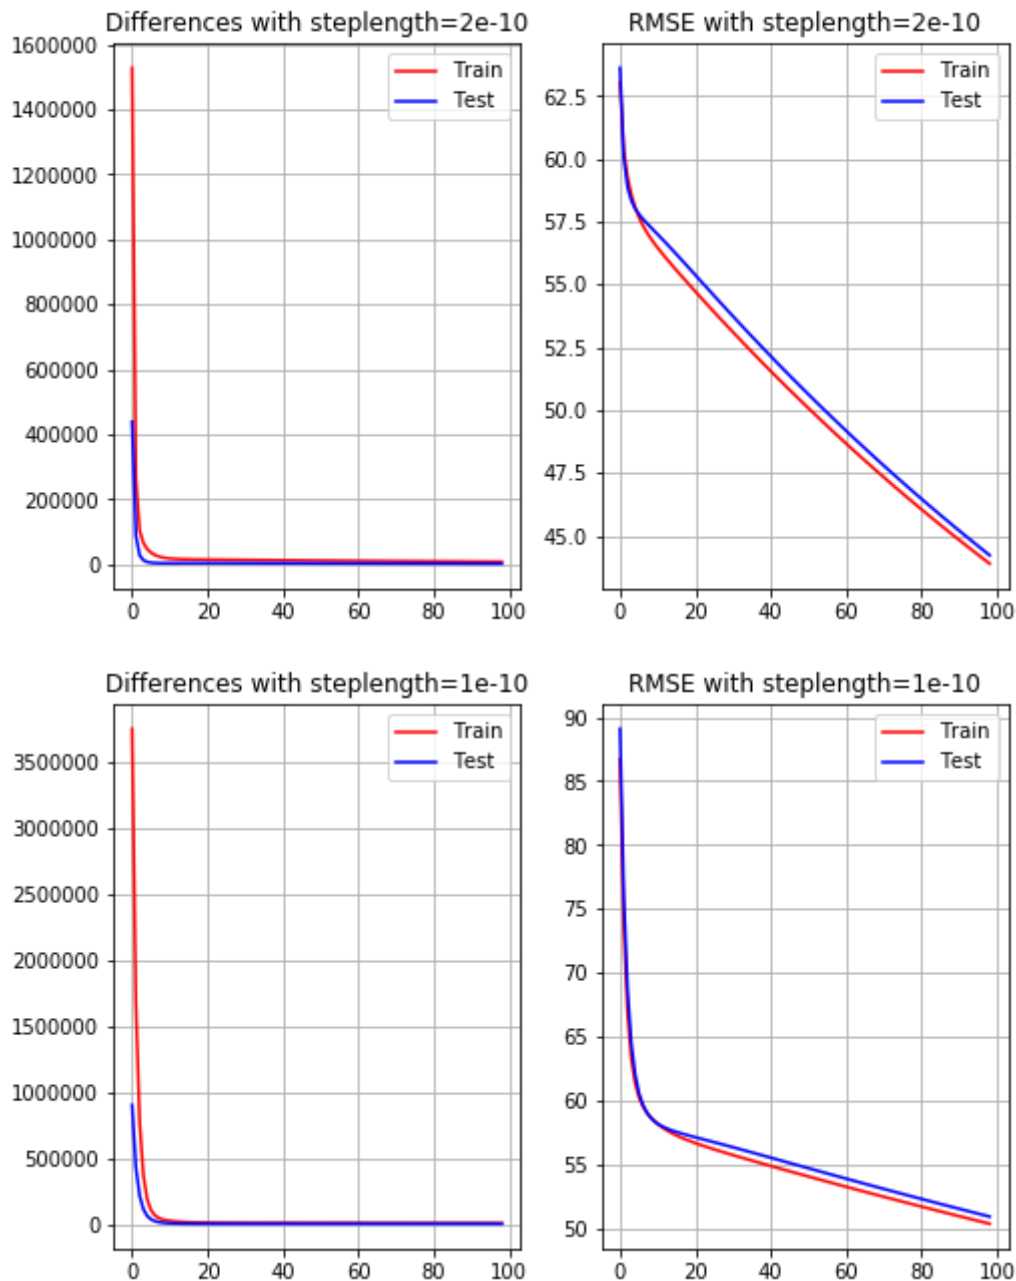 Differences with steplength=2e-10
1600000
1400000
1200000
1000000
800000
600000
400000
200000
0
0 20 40 60 80 100
Train
Test
RMSE with steplength=2e-10
62.5
60.0
57.5
55.0
52.5
50.0
47.5
45.0
0 20 40 60 80 100
Train
Test
Differences with steplength=1e-10
3500000
3000000
2500000
2000000
1500000
1000000
500000
0
0 20 40 60 80 100
Train
Test
RMSE with steplength=1e-10
90
85
80
75
70
65
60
55
50
0 20 40 60 80 100
Train
Test